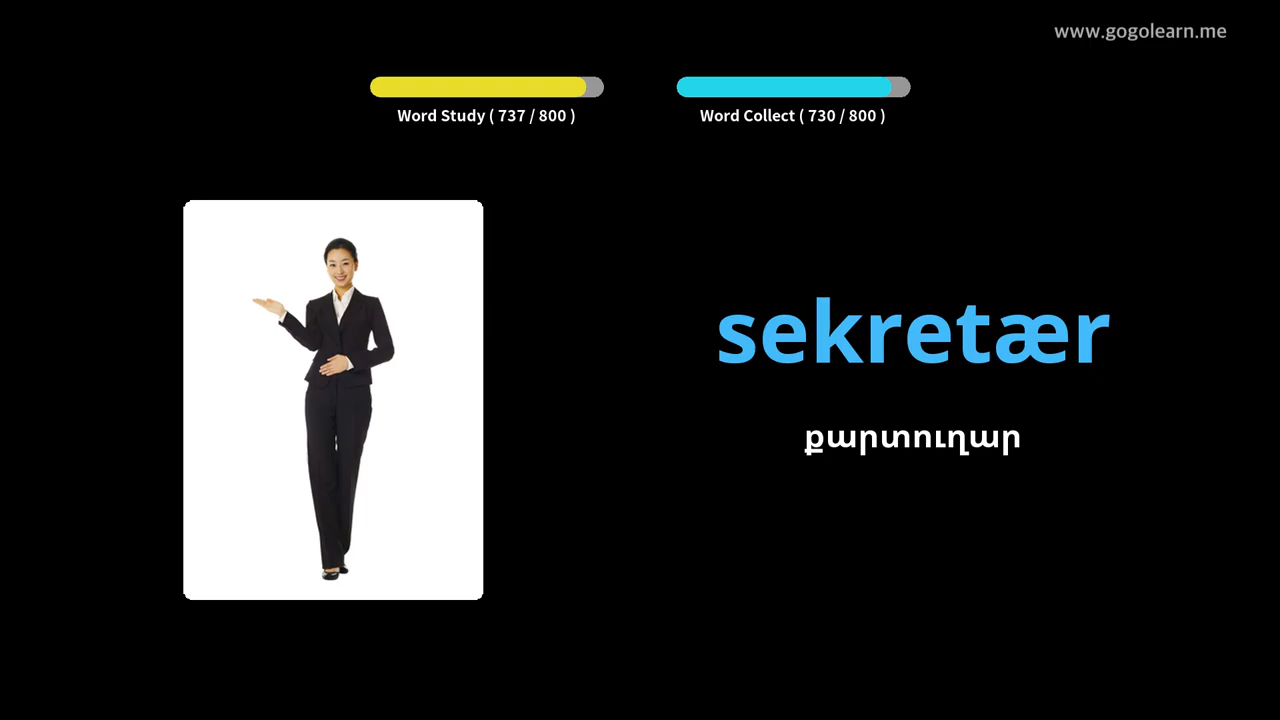 www.gogolearn.me
Word Study ( 737 / 800 )
Word Collect ( 730 / 800 )
sekretær
քարտուղար